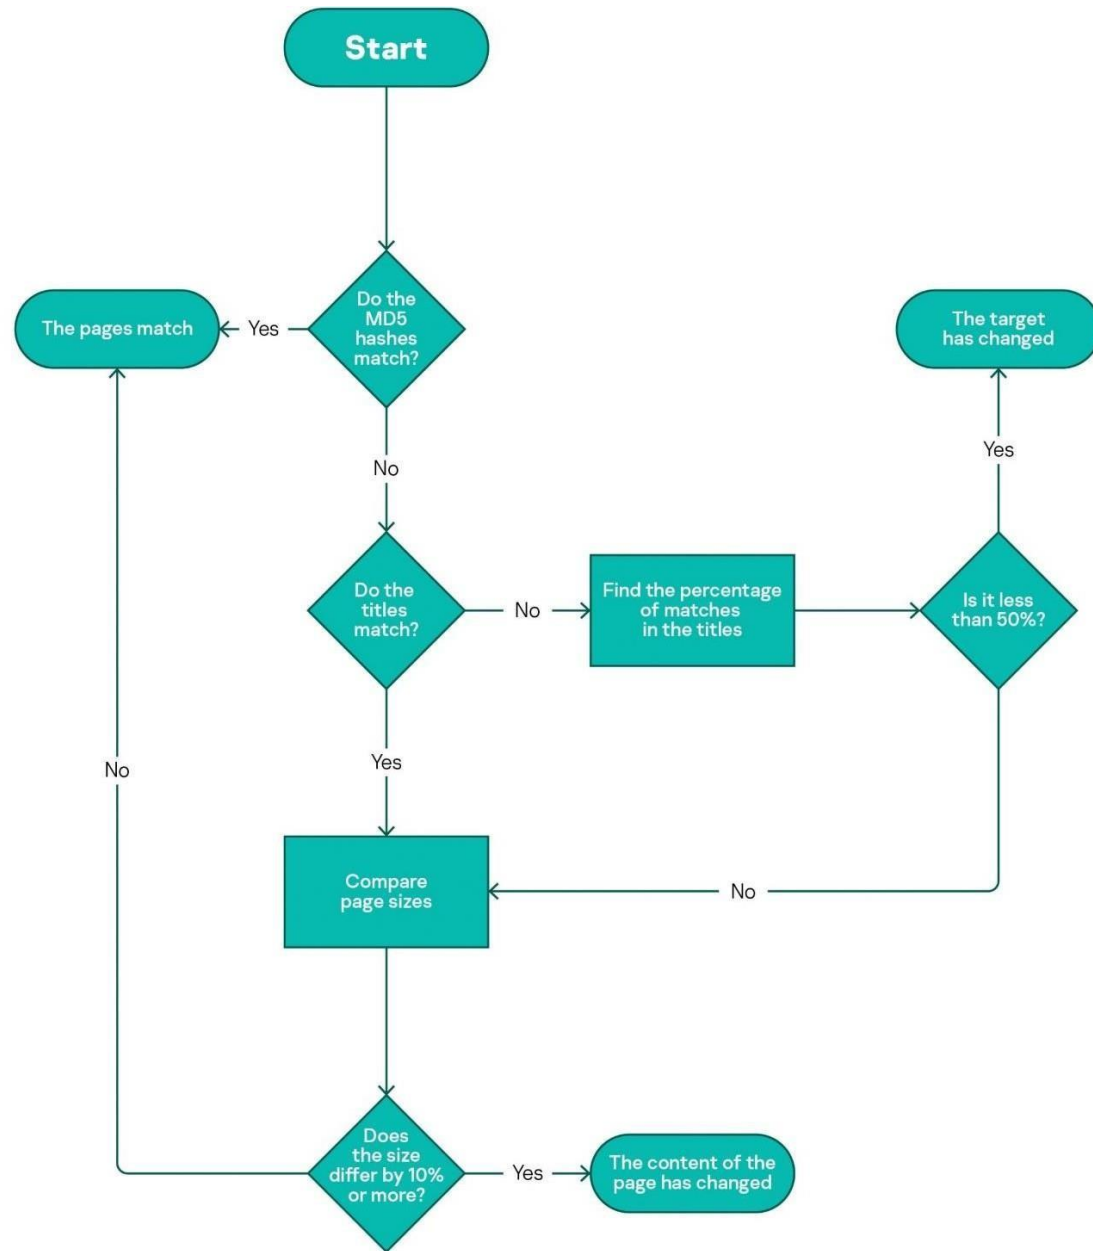 Start
Do the
MD5
hashes
match?
Yes
The pages match
The target
has changed
No
Yes
Do the
titles
match?
No
Find the percentage
of matches
in the titles
Is it less
than 50%?
Yes
No
No
Compare
page sizes
Does
the size
differ by 10%
or more?
Yes
The content of the
page has changed